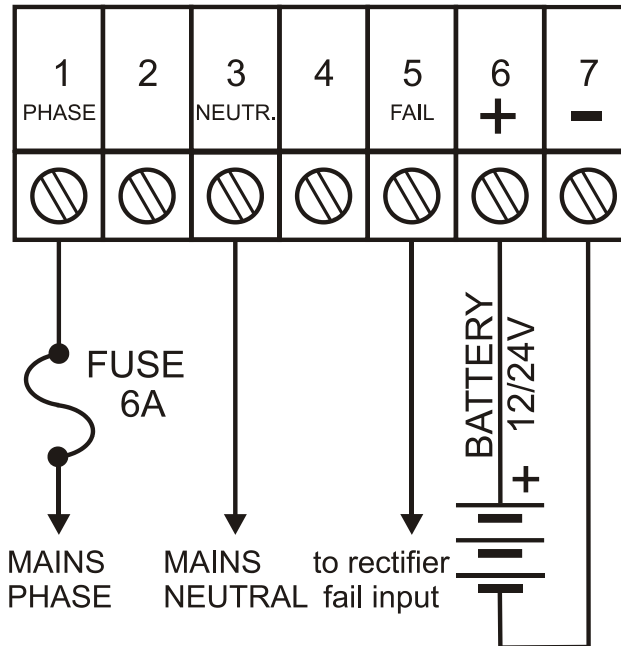 1 2 3 4 5 6 7
PHASE NEUTR. FAIL + -
FUSE
6A
BATTERY
12/24V
+
MAINS
PHASE
MAINS
NEUTRAL
to rectifier
fail input